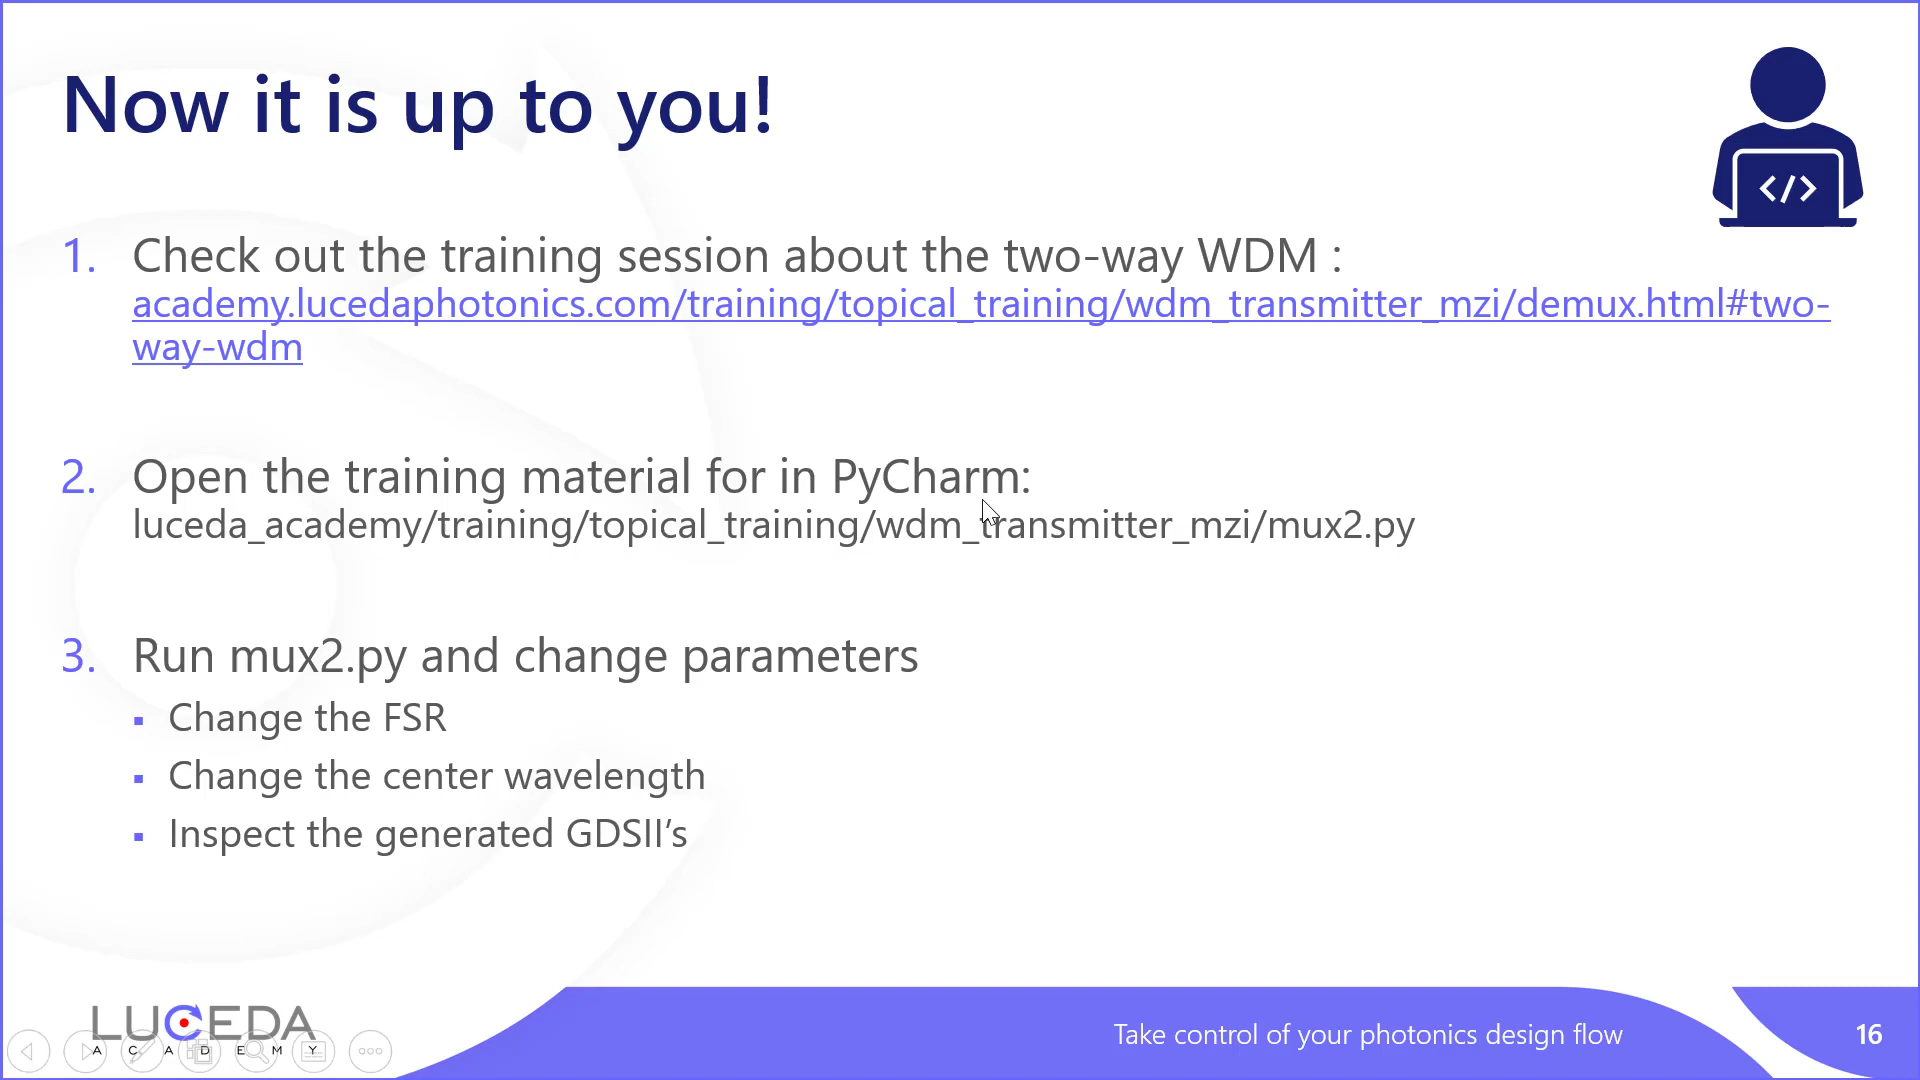 Now it is up to you!
</>
1. Check out the training session about the two-way WDM :
academy.lucedaphotonics.com/training/topical_training/wdm_transmitter_mzi/demux.html#two-
way-wdm
2. Open the training material for in PyCharm:
luceda_academy/training/topical_training/wdm_transmitter_mzi/mux2.py
3. Run mux2.py and change parameters
▪ Change the FSR
▪ Change the center wavelength
▪ Inspect the generated GDSII’s
LUCEDA
ACADEMY
Take control of your photonics design flow
16